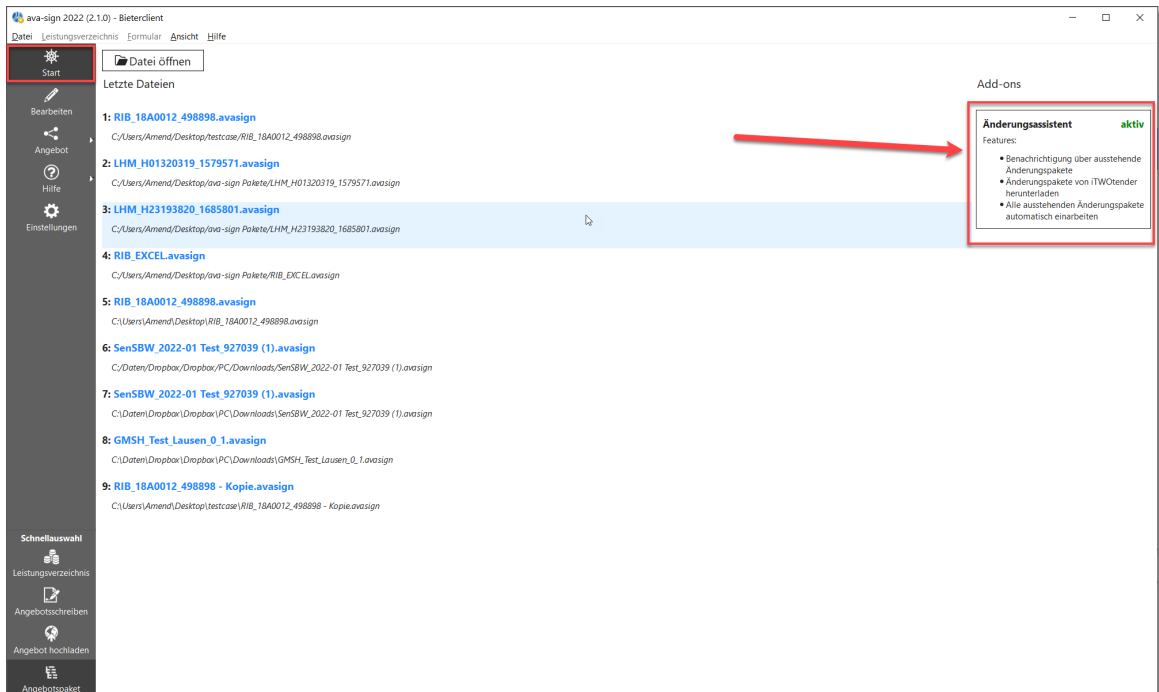 ava-sign 2022 (2.1.0) - Bieterclient
Datei Leistungsverzeichnis Formular Ansicht Hilfe
Start
Bearbeiten
Angebot
Hilfe
Einstellungen
Datei öffnen
Letzte Dateien
1: RIB_18A0012_498898.avasign
C:/Users/Amend/Desktop/testcase/RIB_18A0012_498898.avasign
2: LHM_H01320319_1579571.avasign
C:/Users/Amend/Desktop/ava-sign Pakete/LHM_H01320319_1579571.avasign
3: LHM_H23193820_1685801.avasign
C:/Users/Amend/Desktop/ava-sign Pakete/LHM_H23193820_1685801.avasign
4: RIB_EXCEL.avasign
C:/Users/Amend/Desktop/ava-sign Pakete/RIB_EXCEL.avasign
5: RIB_18A0012_498898.avasign
C:\Users\Amend\Desktop\RIB_18A0012_498898.avasign
6: SenSBW_2022-01 Test_927039 (1).avasign
C:/Daten/Dropbox/Dropbox/PC/Downloads/SenSBW_2022-01 Test_927039 (1).avasign
7: SenSBW_2022-01 Test_927039 (1).avasign
C:\Daten\Dropbox\Dropbox\PC\Downloads\SenSBW_2022-01 Test_927039 (1).avasign
8: GMSH_Test_Lausen_0_1.avasign
C:\Daten\Dropbox\Dropbox\PC\Downloads\GMSH_Test_Lausen_0_1.avasign
9: RIB_18A0012_498898 - Kopie.avasign
C:\Users\Amend\Desktop\testcase\RIB_18A0012_498898 - Kopie.avasign
Add-ons
Änderungsassistent aktiv
Features:
Benachrichtigung über ausstehende
Änderungspakete
Änderungspakete von iTWOtender
herunterladen
Alle ausstehenden Änderungspakete
automatisch einarbeiten
Schnellauswahl
Leistungsverzeichnis
Angebotsschreiben
Angebot hochladen
Angebotspaket